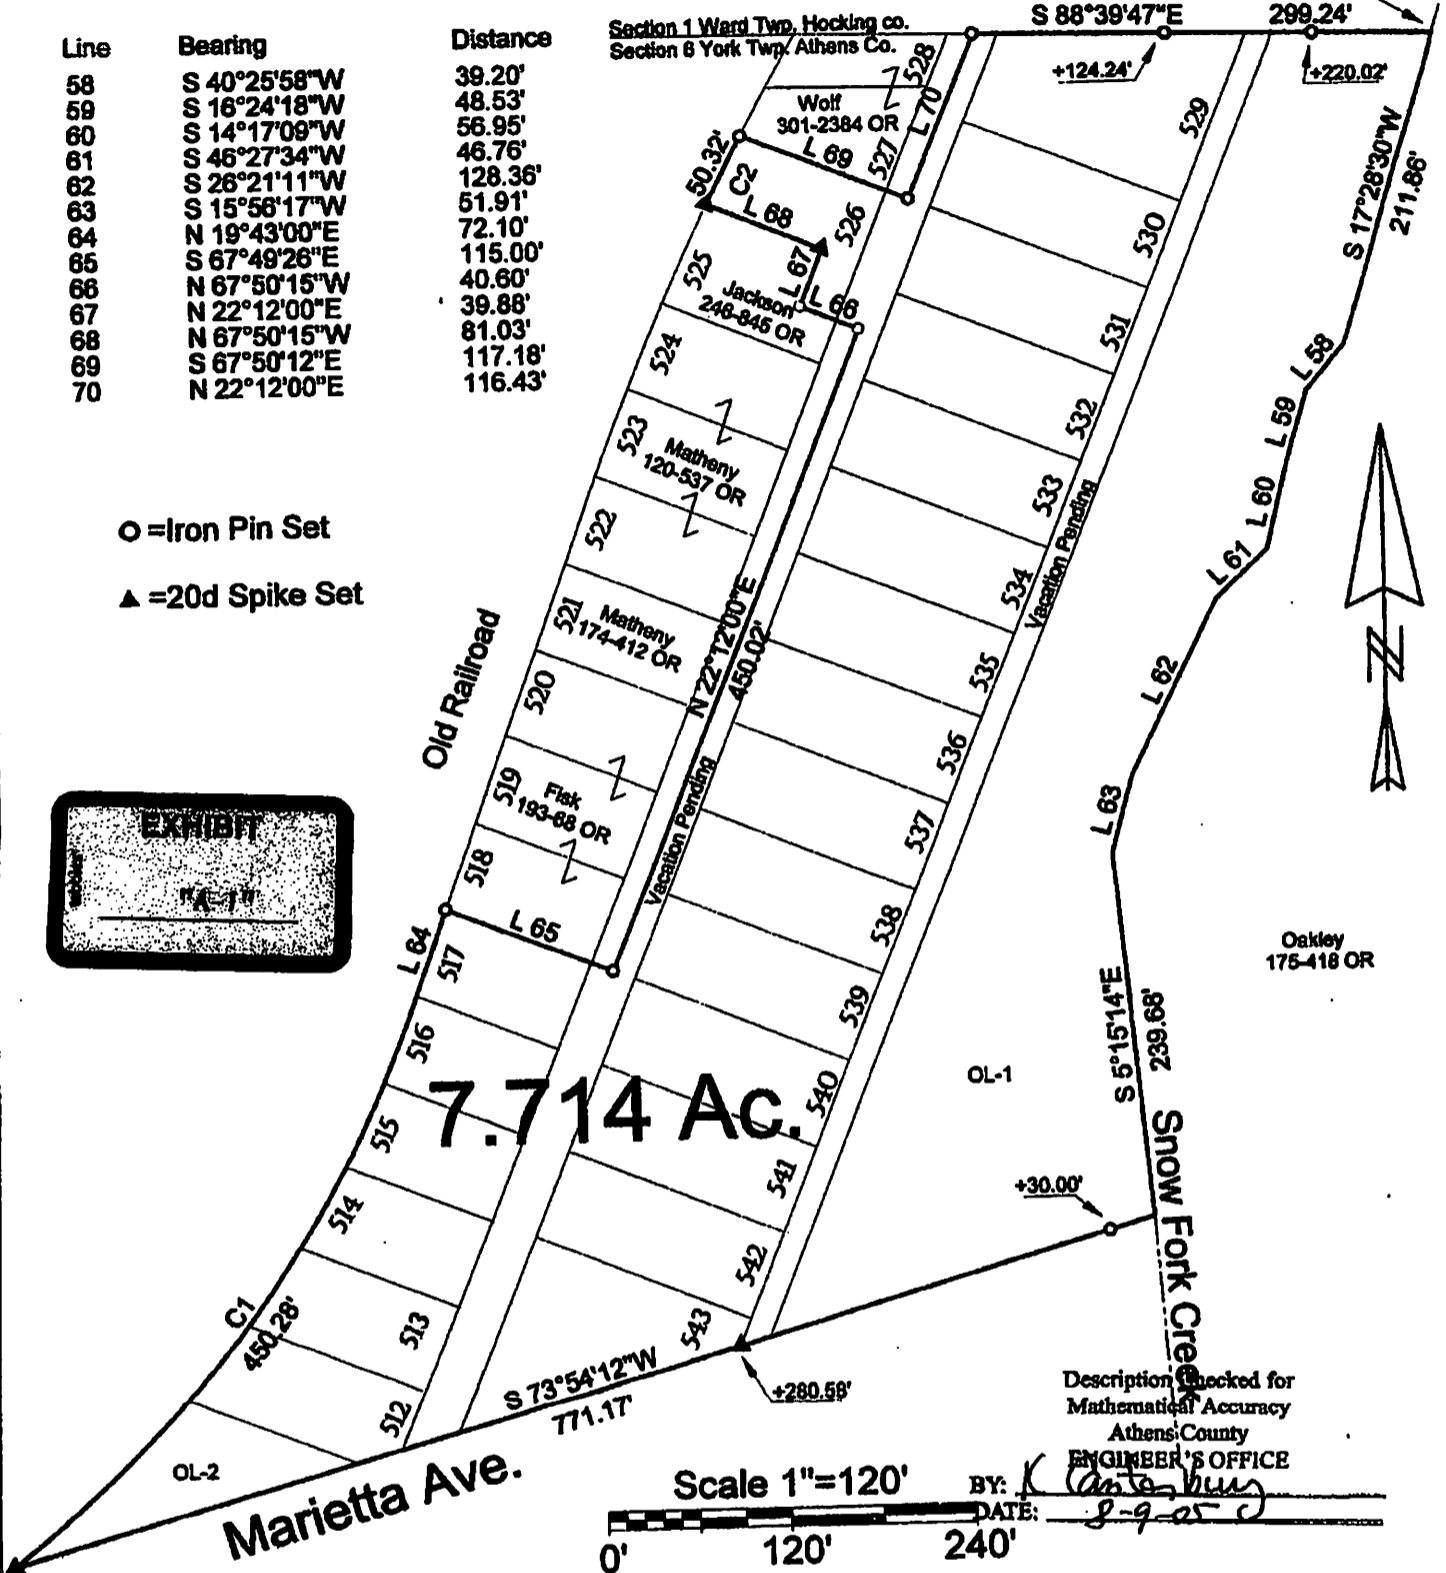 Line Bearing Distance
58 S 40°25'58"W 39.20'
59 S 16°24'18"W 48.53'
60 S 14°17'09"W 56.95'
61 S 46°27'34"W 46.76'
62 S 26°21'11"W 128.36'
63 S 15°56'17"W 51.91'
64 N 19°43'00"E 72.10'
65 S 67°49'26"E 115.00'
66 N 67°50'15"W 40.60'
67 N 22°12'00"E 39.88'
68 N 67°50'15"W 81.03'
69 S 67°50'12"E 117.18'
70 N 22°12'00"E 116.43'
Section 1 Ward Twp. Hocking co.
Section 6 York Twp. Athens Co.
S 88°39'47"E 299.24'
+124.24'
+220.02'
S 17°28'30"W
211.86'
528
Wolf
301-2384 OR
L 70
L 69
527
50.32'
C2
L 68
526
L 67
L 66
525
Jackson
246-845 OR
524
523
Matheny
120-537 OR
522
521
Matheny
174-412 OR
520
519
Fisk
193-68 OR
518
L 65
L 64
517
516
515
514
513
512
529
530
531
532
533
534
535
536
537
538
539
540
541
542
543
Vacation Pending
Vacation Pending
N 22°12'00"E
450.02'
L 58
L 59
L 60
L 61
L 62
L 63
N
O =Iron Pin Set
▲ =20d Spike Set
Old Railroad
EXHIBIT
"A-1"
7.714 Ac.
Oakley
175-418 OR
OL-1
S 5°15'14"E
239.68'
Snow Fork Creek
+30.00'
C1
450.28'
S 73°54'12"W
771.17'
+280.58'
OL-2
Marietta Ave.
Description Checked for
Mathematical Accuracy
Athens County
ENGINEER'S OFFICE
BY: K Canterbury
DATE: 8-9-05
Scale 1"=120'
0' 120' 240'